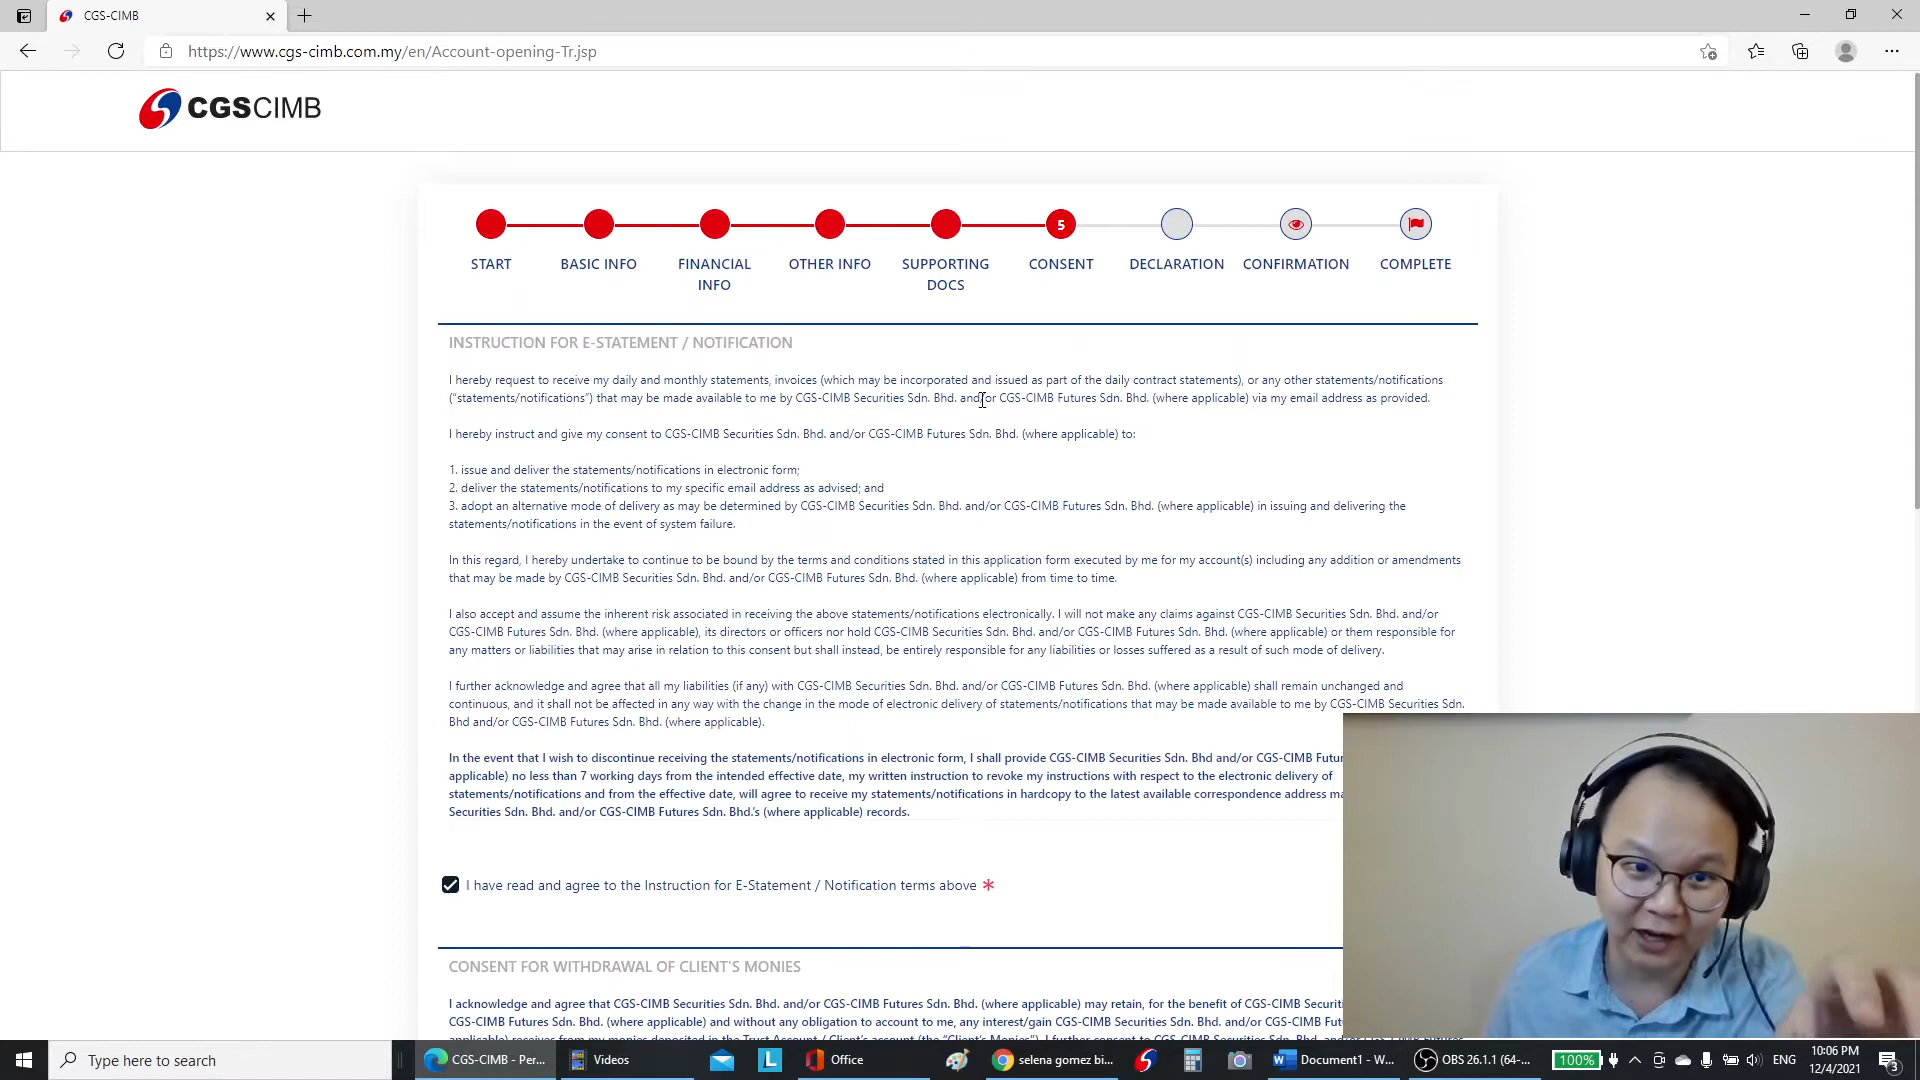 CGS-CIMB
https://www.cgs-cimb.com.my/en/Account-opening-Tr.jsp
CGS CIMB
5
START
BASIC INFO
FINANCIAL
INFO
OTHER INFO
SUPPORTING
DOCS
CONSENT
DECLARATION
CONFIRMATION
COMPLETE
INSTRUCTION FOR E-STATEMENT / NOTIFICATION
I hereby request to receive my daily and monthly statements, invoices (which may be incorporated and issued as part of the daily contract statements), or any other statements/notifications
("statements/notifications") that may be made available to me by CGS-CIMB Securities Sdn. Bhd. and/or CGS-CIMB Futures Sdn. Bhd. (where applicable) via my email address as provided.
I hereby instruct and give my consent to CGS-CIMB Securities Sdn. Bhd. and/or CGS-CIMB Futures Sdn. Bhd. (where applicable) to:
1. issue and deliver the statements/notifications in electronic form;
2. deliver the statements/notifications to my specific email address as advised; and
3. adopt an alternative mode of delivery as may be determined by CGS-CIMB Securities Sdn. Bhd. and/or CGS-CIMB Futures Sdn. Bhd. (where applicable) in issuing and delivering the
statements/notifications in the event of system failure.
In this regard, I hereby undertake to continue to be bound by the terms and conditions stated in this application form executed by me for my account(s) including any addition or amendments
that may be made by CGS-CIMB Securities Sdn. Bhd. and/or CGS-CIMB Futures Sdn. Bhd. (where applicable) from time to time.
I also accept and assume the inherent risk associated in receiving the above statements/notifications electronically. I will not make any claims against CGS-CIMB Securities Sdn. Bhd. and/or
CGS-CIMB Futures Sdn. Bhd. (where applicable), its directors or officers nor hold CGS-CIMB Securities Sdn. Bhd. and/or CGS-CIMB Futures Sdn. Bhd. (where applicable) or them responsible for
any matters or liabilities that may arise in relation to this consent but shall instead, be entirely responsible for any liabilities or losses suffered as a result of such mode of delivery.
I further acknowledge and agree that all my liabilities (if any) with CGS-CIMB Securities Sdn. Bhd. and/or CGS-CIMB Futures Sdn. Bhd. (where applicable) shall remain unchanged and
continuous, and it shall not be affected in any way with the change in the mode of electronic delivery of statements/notifications that may be made available to me by CGS-CIMB Securities Sdn.
Bhd and/or CGS-CIMB Futures Sdn. Bhd. (where applicable).
In the event that I wish to discontinue receiving the statements/notifications in electronic form, I shall provide CGS-CIMB Securities Sdn. Bhd and/or CGS-CIMB
applicable) no less than 7 working days from the intended effective date, my written instruction to revoke my instructions with respect to the electronic delivery of
statements/notifications and from the effective date, will agree to receive my statements/notifications in hardcopy to the latest available correspondence address
Securities Sdn. Bhd. and/or CGS-CIMB Futures Sdn. Bhd.'s (where applicable) records.
I have read and agree to the Instruction for E-Statement / Notification terms above *
CONSENT FOR WITHDRAWAL OF CLIENT'S MONIES
I acknowledge and agree that CGS-CIMB Securities Sdn. Bhd. and/or CGS-CIMB Futures Sdn. Bhd. (where applicable) may retain, for the benefit of CGS-CIMB
CGS-CIMB Futures Sdn. Bhd. (where applicable) and without any obligation to account to me, any interest/gain CGS-CIMB Securities Sdn. Bhd. and/or CGS-CIMB
Type here to search
CGS-CIMB - Per...
Videos
L
Office
selena gomez bi...
Document1 - W...
OBS 26.1.1 (64-...
100%
ENG
10:06 PM
12/4/2021
3